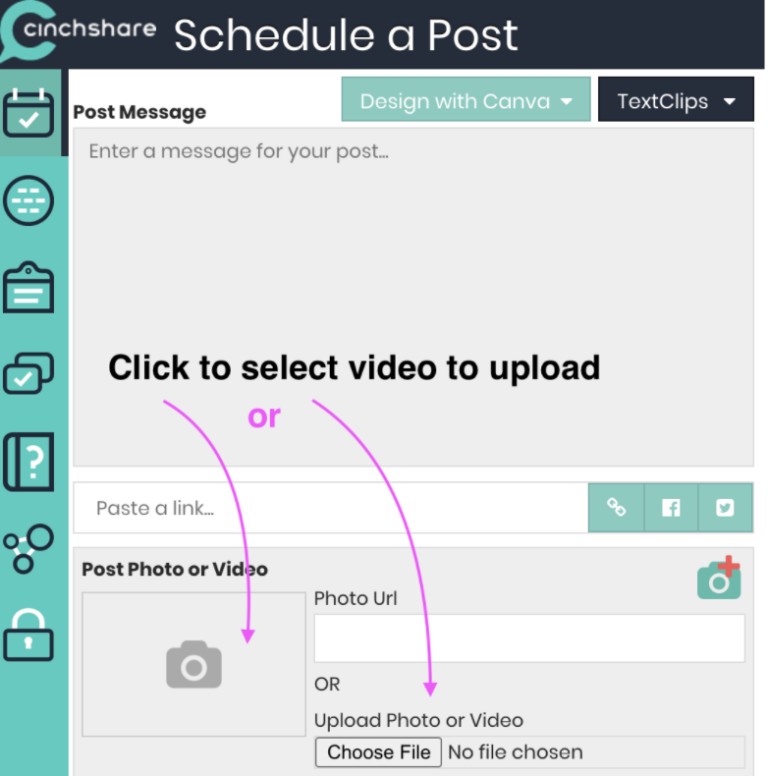 cinchshare Schedule a Post
Design with Canva TextClips
Post Message
Enter a message for your post...
Click to select video to upload
or
Paste a link...
Post Photo or Video
Photo Url
OR
Upload Photo or Video
Choose File No file chosen